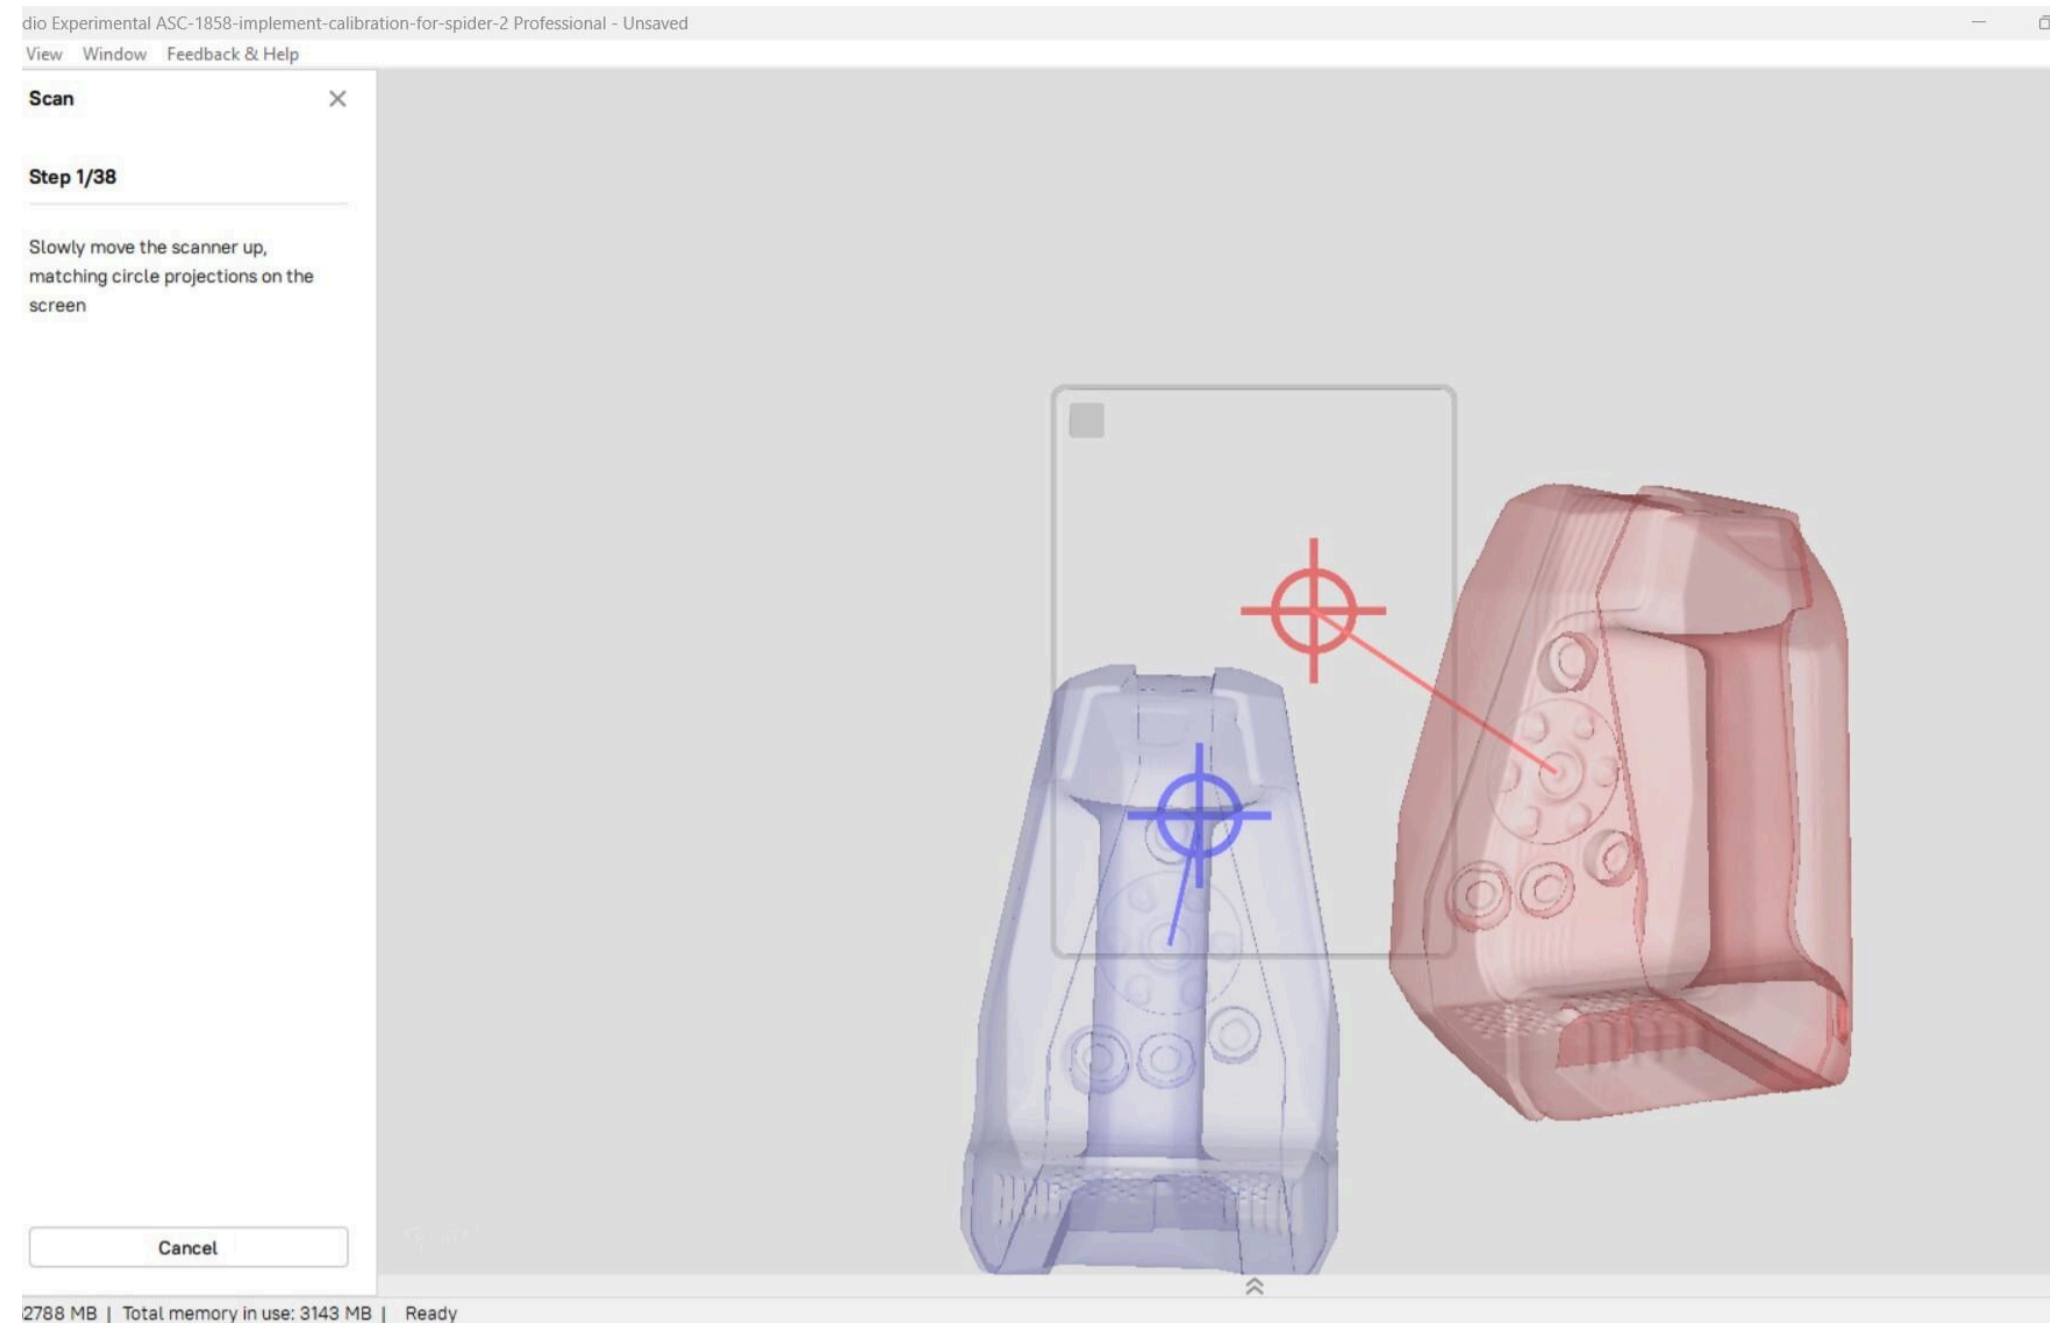 dio Experimental ASC-1858-implement-calibration-for-spider-2 Professional - Unsaved
View Window Feedback & Help
Scan
Step 1/38
Slowly move the scanner up,
matching circle projections on the
screen
Cancel
2788 MB | Total memory in use: 3143 MB | Ready